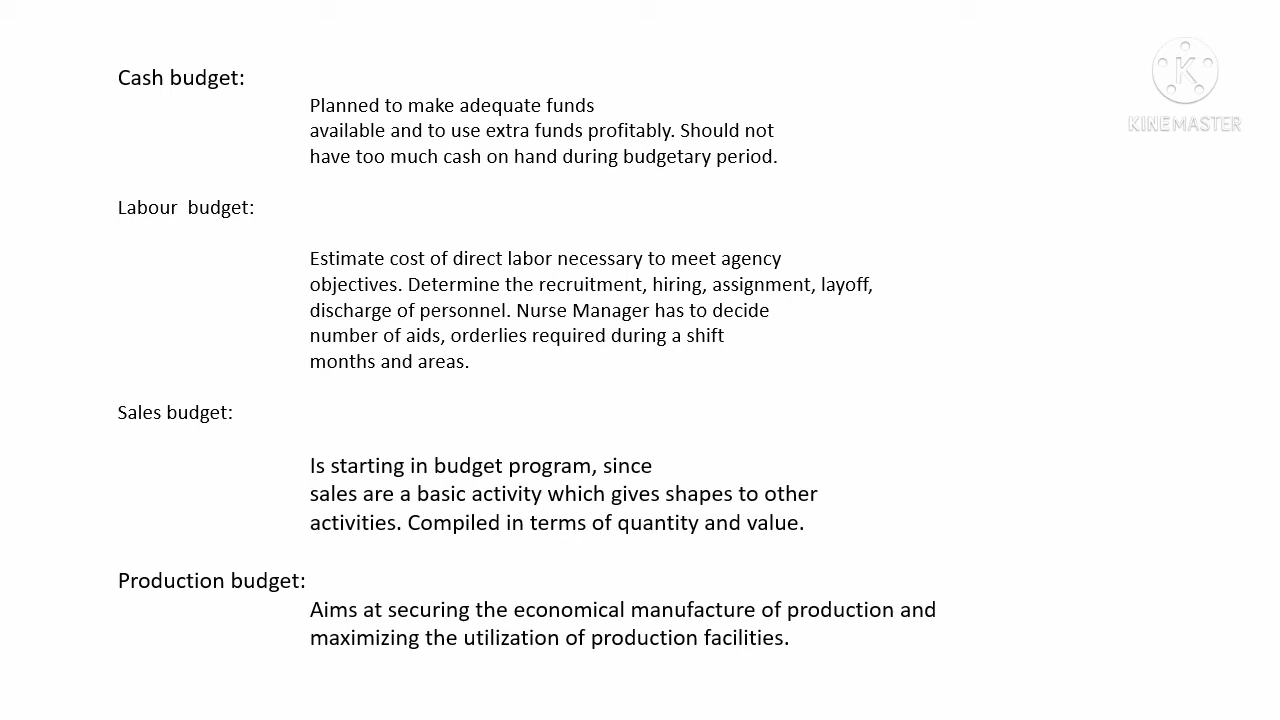 Cash budget:
Planned to make adequate funds
available and to use extra funds profitably. Should not
have too much cash on hand during budgetary period.
Labour  budget:
Estimate cost of direct labor necessary to meet agency
objectives. Determine the recruitment, hiring, assignment, layoff,
discharge of personnel. Nurse Manager has to decide
number of aids, orderlies required during a shift
months and areas.
Sales budget:
Is starting in budget program, since
sales are a basic activity which gives shapes to other
activities. Compiled in terms of quantity and value.
Production budget:
Aims at securing the economical manufacture of production and
maximizing the utilization of production facilities.
K
KINEMASTER